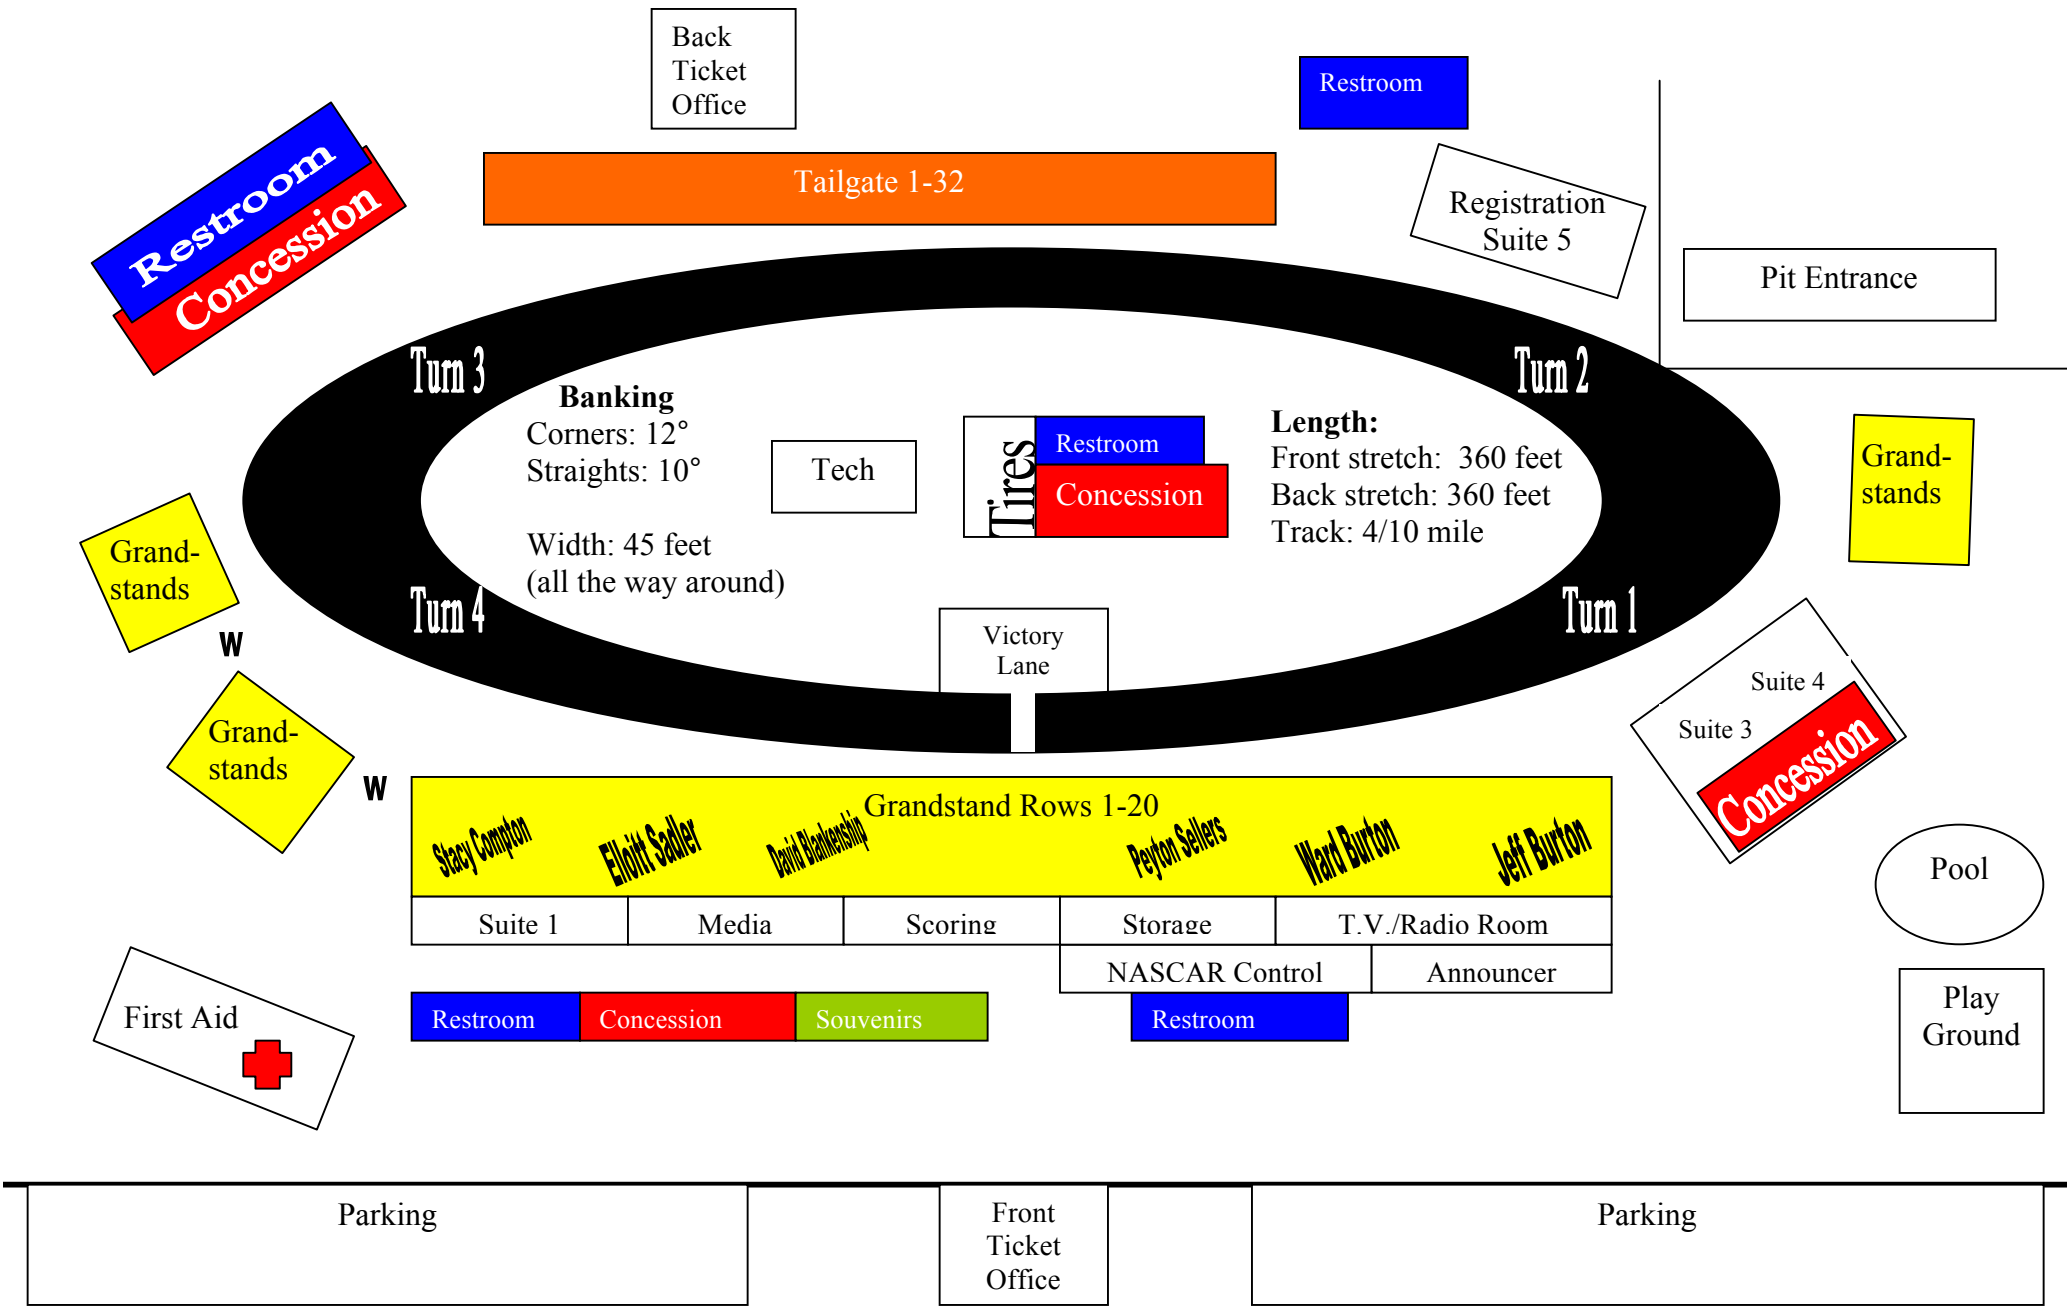 Back
Ticket
Office
Restroom
Tailgate 1-32
Restroom
Concession
Registration
Suite 5
Pit Entrance
Turn 3
Turn 2
Banking
Corners: 12°
Straights: 10°
Width: 45 feet
(all the way around)
Tech
Tires
Restroom
Concession
Length:
Front stretch:  360 feet
Back stretch: 360 feet
Track: 4/10 mile
Grand-
stands
Grand-
stands
W
Turn 4
Turn 1
Victory
Lane
Suite 4
Suite 3
Concession
Grand-
stands
W
Grandstand Rows 1-20
Stacy Compton
Elloitt Sadler
David Blankenship
Peyton Sellers
Ward Burton
Jeff Burton
Pool
Suite 1
Media
Scoring
Storage
T.V./Radio Room
NASCAR Control
Announcer
First Aid
Restroom
Concession
Souvenirs
Restroom
Play
Ground
Parking
Front
Ticket
Office
Parking